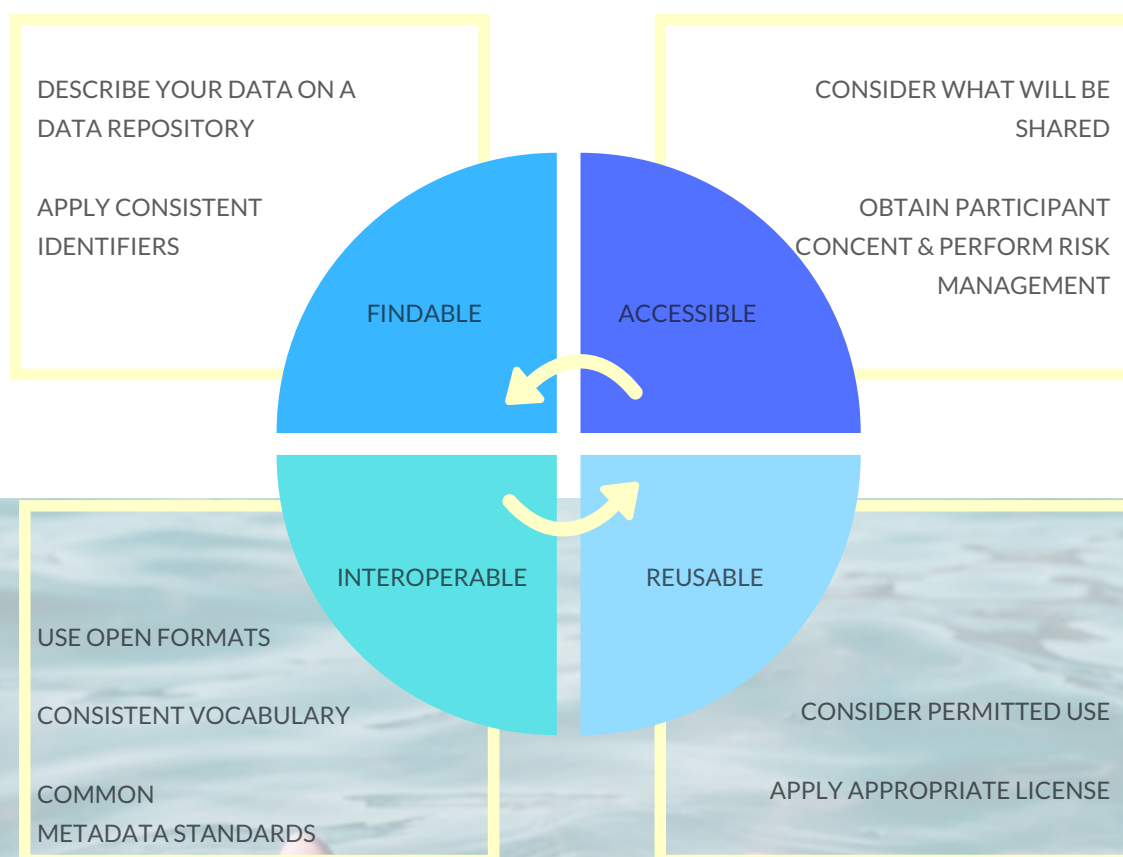 DESCRIBE YOUR DATA ON A
DATA REPOSITORY
APPLY CONSISTENT
IDENTIFIERS
CONSIDER WHAT WILL BE
SHARED
OBTAIN PARTICIPANT
CONCENT & PERFORM RISK
MANAGEMENT
FINDABLE
ACCESSIBLE
INTEROPERABLE
REUSABLE
USE OPEN FORMATS
CONSISTENT VOCABULARY
COMMON
METADATA STANDARDS
CONSIDER PERMITTED USE
APPLY APPROPRIATE LICENSE